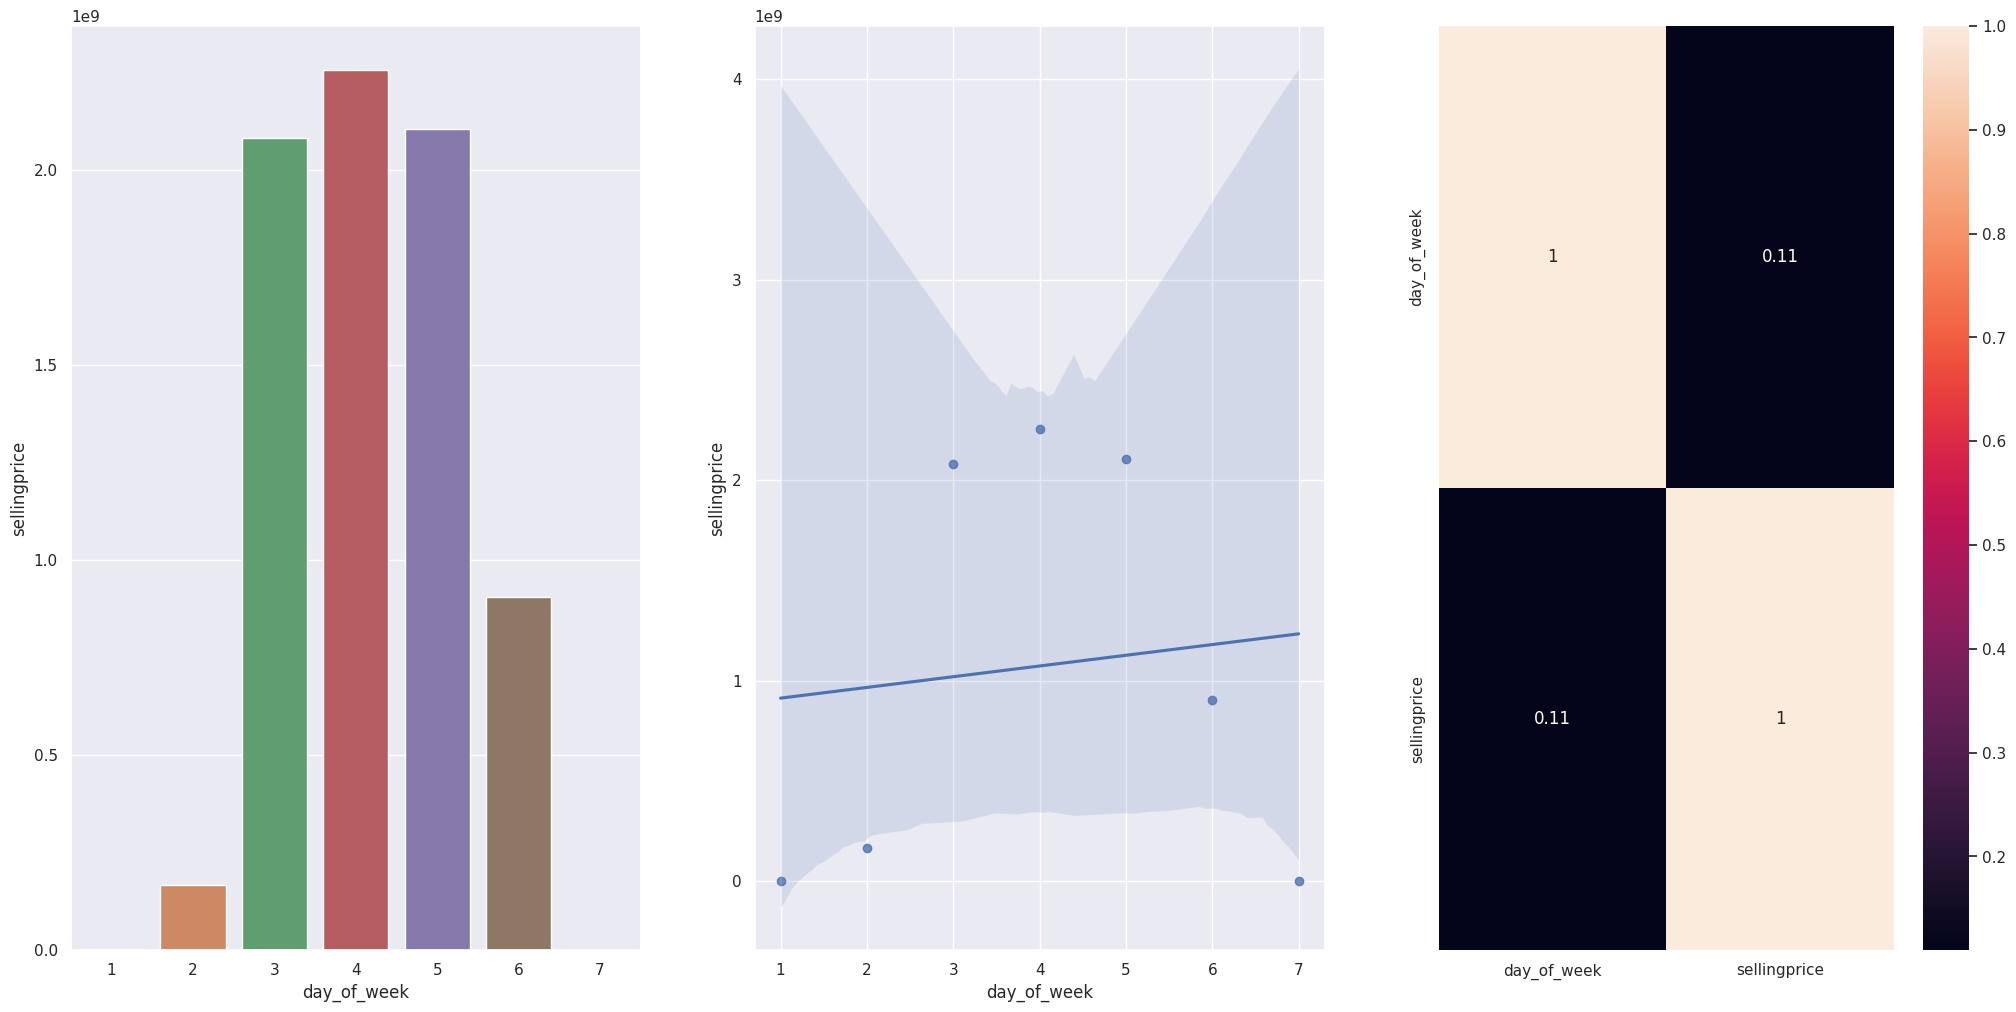 1e9
2.0
1.5
1.0
0.5
0.0
sellingprice
1 2 3 4 5 6 7
day_of_week
1e9
4
3
2
1
0
sellingprice
1 2 3 4 5 6 7
day_of_week
day_of_week
sellingprice
1 0.11
0.11 1
day_of_week sellingprice
1.0
0.9
0.8
0.7
0.6
0.5
0.4
0.3
0.2